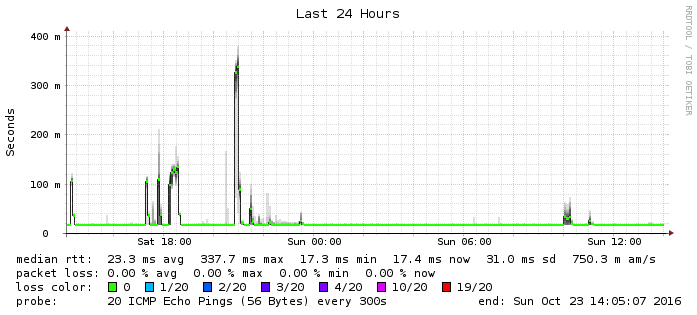 Last 24 Hours
RRDTOOL / TOBI OETIKER
Seconds
400 m
300 m
200 m
100 m
0
Sat 18:00 Sun 00:00 Sun 06:00 Sun 12:00
median rtt: 23.3 ms avg 337.7 ms max 17.3 ms min 17.4 ms now 31.0 ms sd 750.3 m am/s
packet loss: 0.00 % avg 0.00 % max 0.00 % min 0.00 % now
loss color: 0 1/20 2/20 3/20 4/20 10/20 19/20
probe: 20 ICMP Echo Pings (56 Bytes) every 300s end: Sun Oct 23 14:05:07 2016